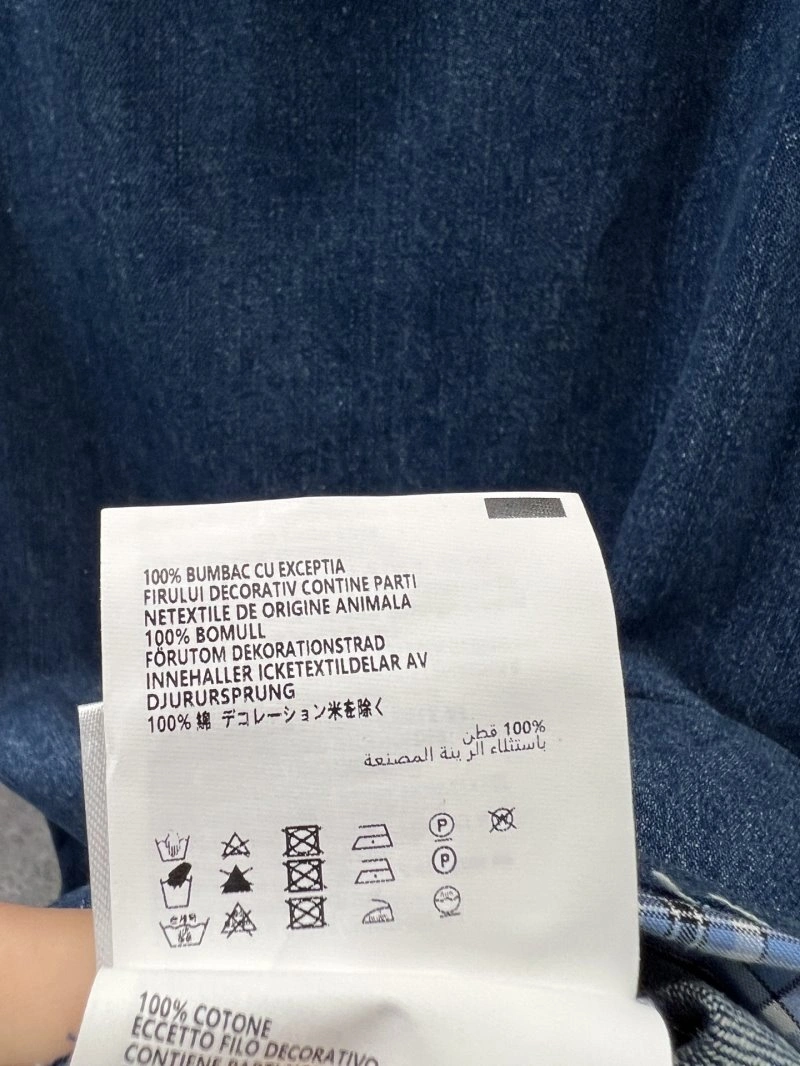 100% BUMBAC CU EXCEPTIA
FIRULUI DECORATIV CONTINE PARTI
NETEXTILE DE ORIGINE ANIMALA
100% BOMULL
FÖRUTOM DEKORATIONSTRAD
INNEHALLER ICKETEXTILDELAR AV
DJURURSPRUNG
100% 綿 デコレーション米を除く
100% قطن
باستثناء الزينة المصنعة
P
W
P
100% COTONE
ECCETTO FILO DECORATIVO
CONTIENE